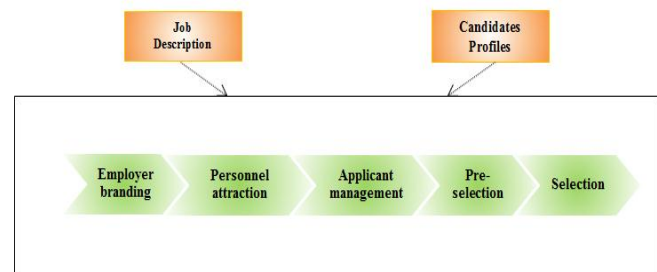 Job
Description
Candidates
Profiles
Employer
branding
Personnel
attraction
Applicant
management
Pre-
selection
Selection